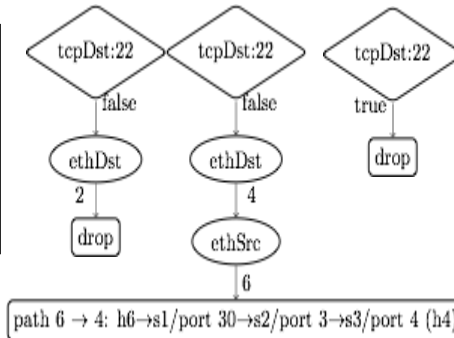 tcpDst:22 tcpDst:22 tcpDst:22
false false true
ethDst ethDst drop
2 4
drop ethSrc
6
path 6 → 4: h6→s1/port 30→s2/port 3→s3/port 4 (h4)